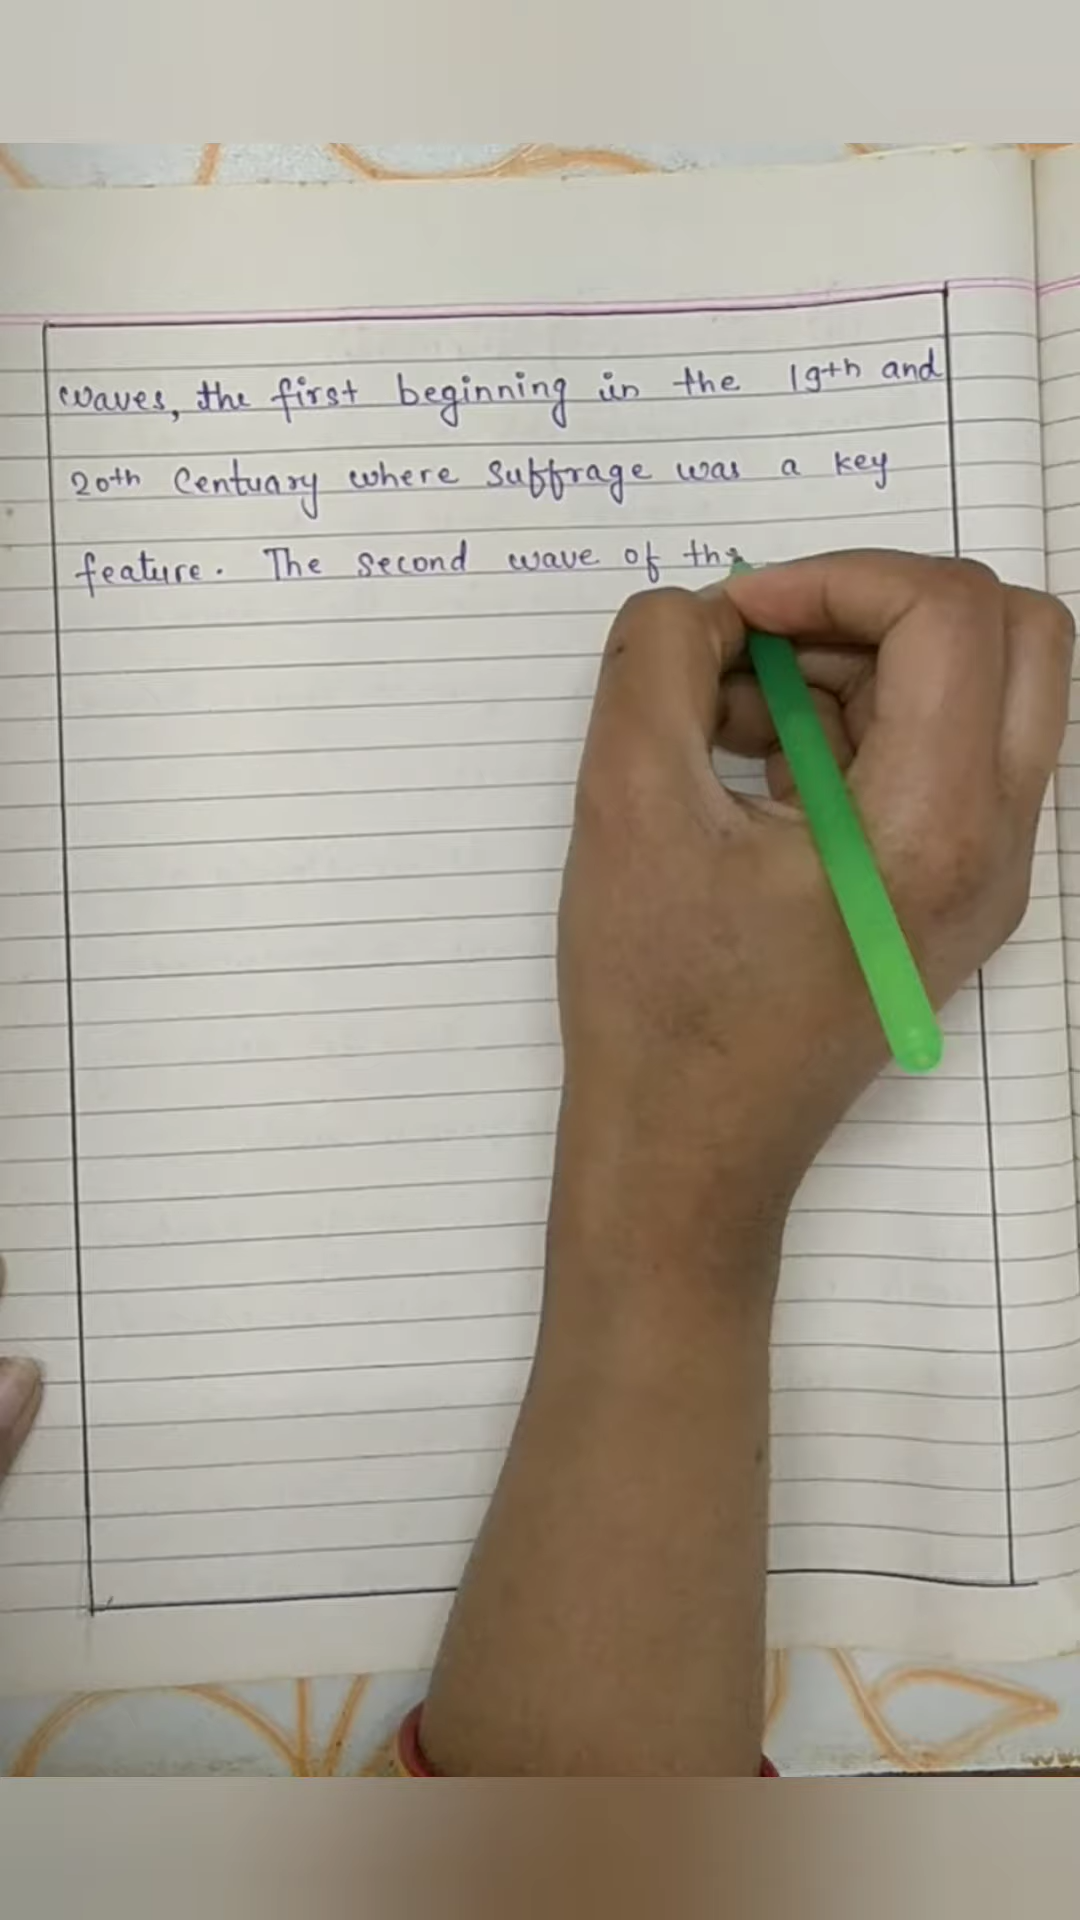 waves, the first beginning in the 19th and
20th Centuary where suffrage was a key
feature. The second wave of the